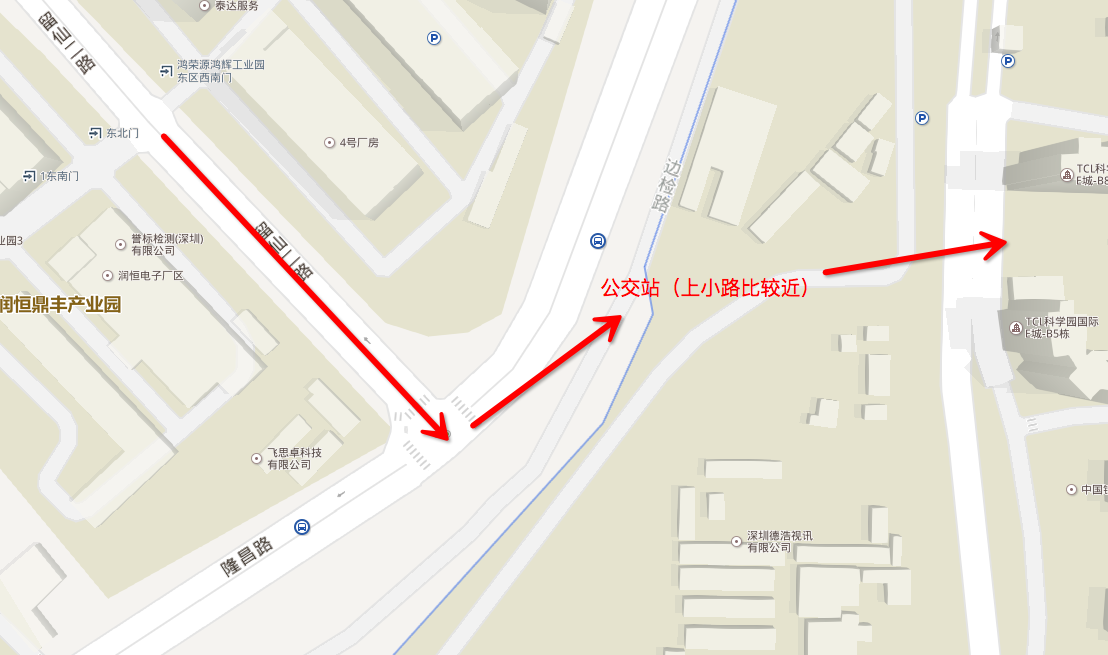 泰达服务
留仙二路
鸿荣源鸿辉工业园
东区西南门
P
P
P
东北门
4号厂房
1东南门
TCL科学
E城-B8
边检路
留仙二路
业园3
誉标检测(深圳)
有限公司
润恒电子厂区
公交站（上小路比较近）
润恒鼎丰产业园
TCL科学园国际
E城-B5栋
飞思卓科技
有限公司
中国铁
隆昌路
深圳德浩视讯
有限公司